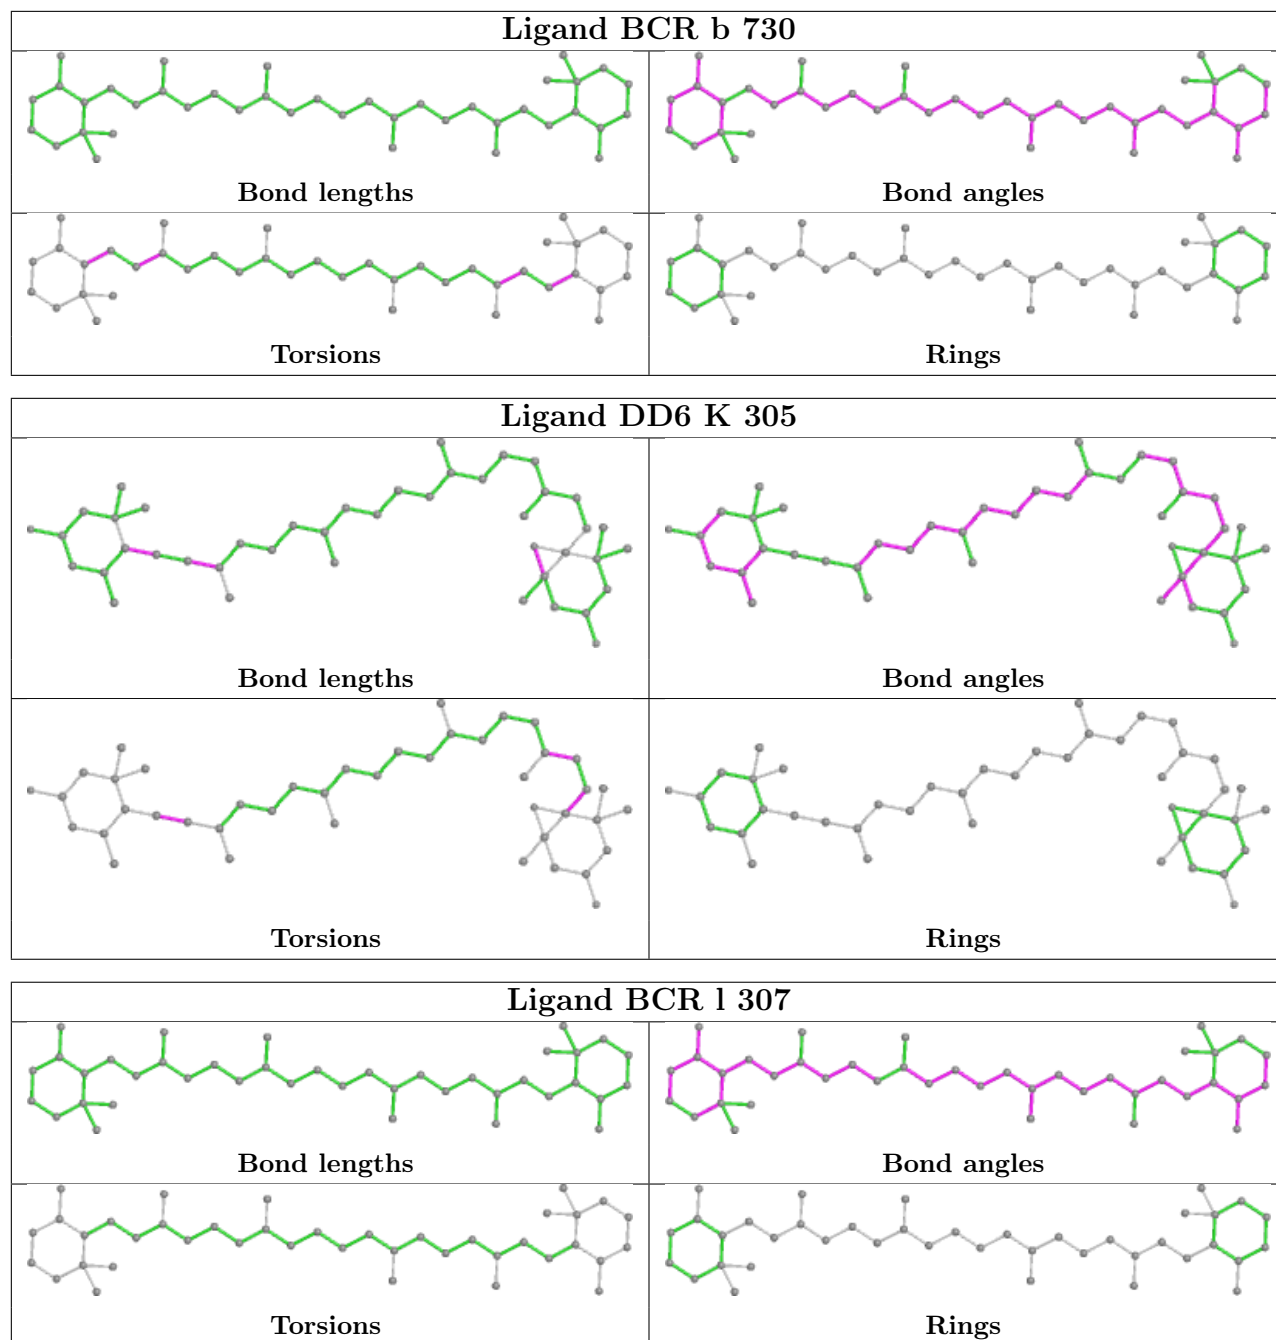 Ligand BCR b 730
Bond lengths
Bond angles
Torsions
Rings
Ligand DD6 K 305
Bond lengths
Bond angles
Torsions
Rings
Ligand BCR l 307
Bond lengths
Bond angles
Torsions
Rings